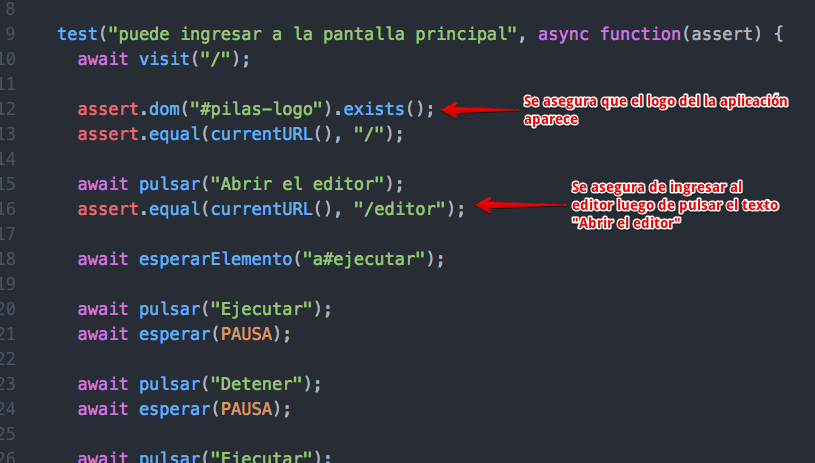 8
9 test("puede ingresar a la pantalla principal", async function(assert) {
10 await visit("/");
11
12 assert.dom("#pilas-logo").exists();
Se asegura que el logo del la aplicación
aparece
13 assert.equal(currentURL(), "/");
14
15 await pulsar("Abrir el editor");
16 assert.equal(currentURL(), "/editor");
Se asegura de ingresar al
editor luego de pulsar el texto
"Abrir el editor"
17
18 await esperarElemento("a#ejecutar");
19
20 await pulsar("Ejecutar");
21 await esperar(PAUSA);
22
23 await pulsar("Detener");
24 await esperar(PAUSA);
25
26 await pulsar("Ejecutar");